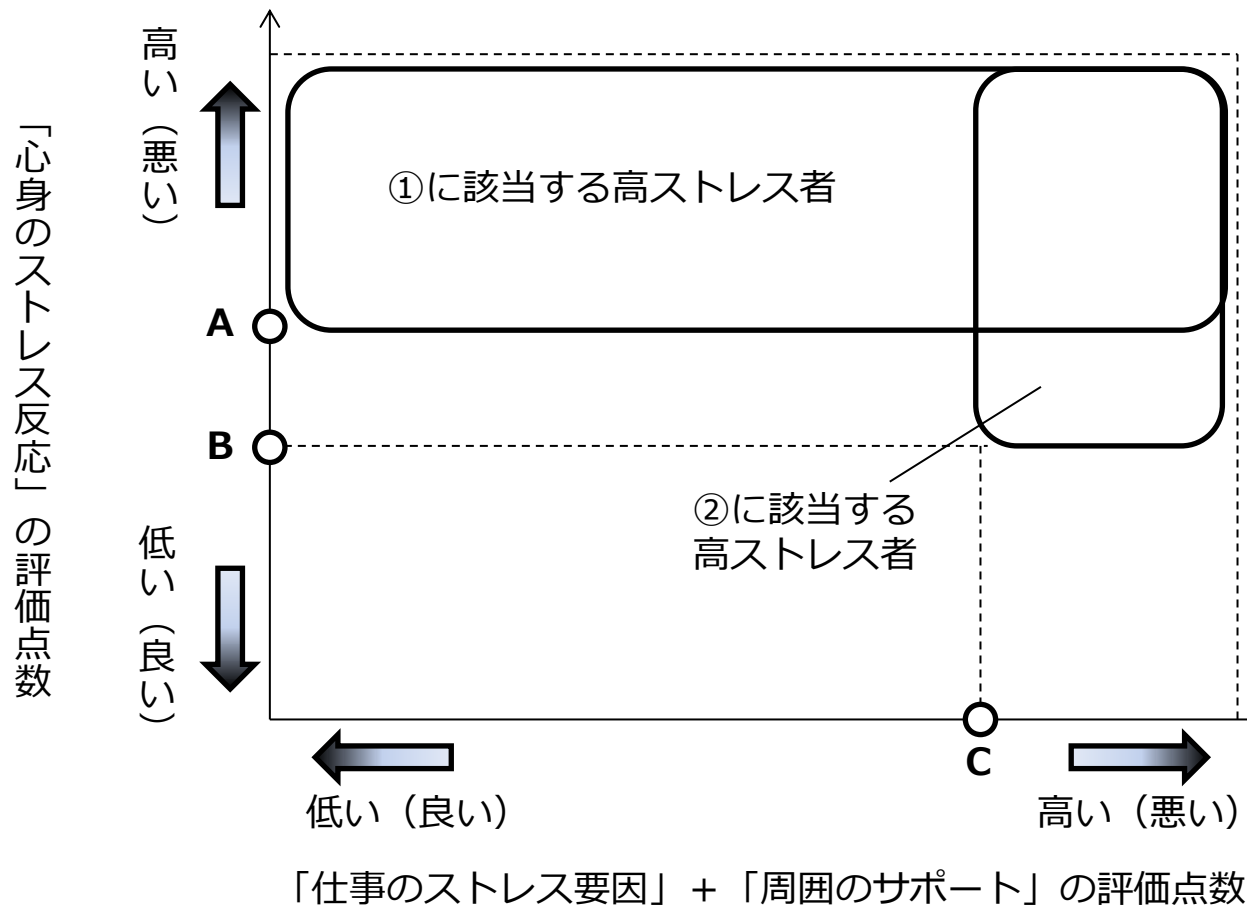 「心身のストレス反応」の評価点数
高い（悪い）
①に該当する高ストレス者
A
B
②に該当する
高ストレス者
低い（良い）
C
低い（良い）
高い（悪い）
「仕事のストレス要因」+「周囲のサポート」の評価点数